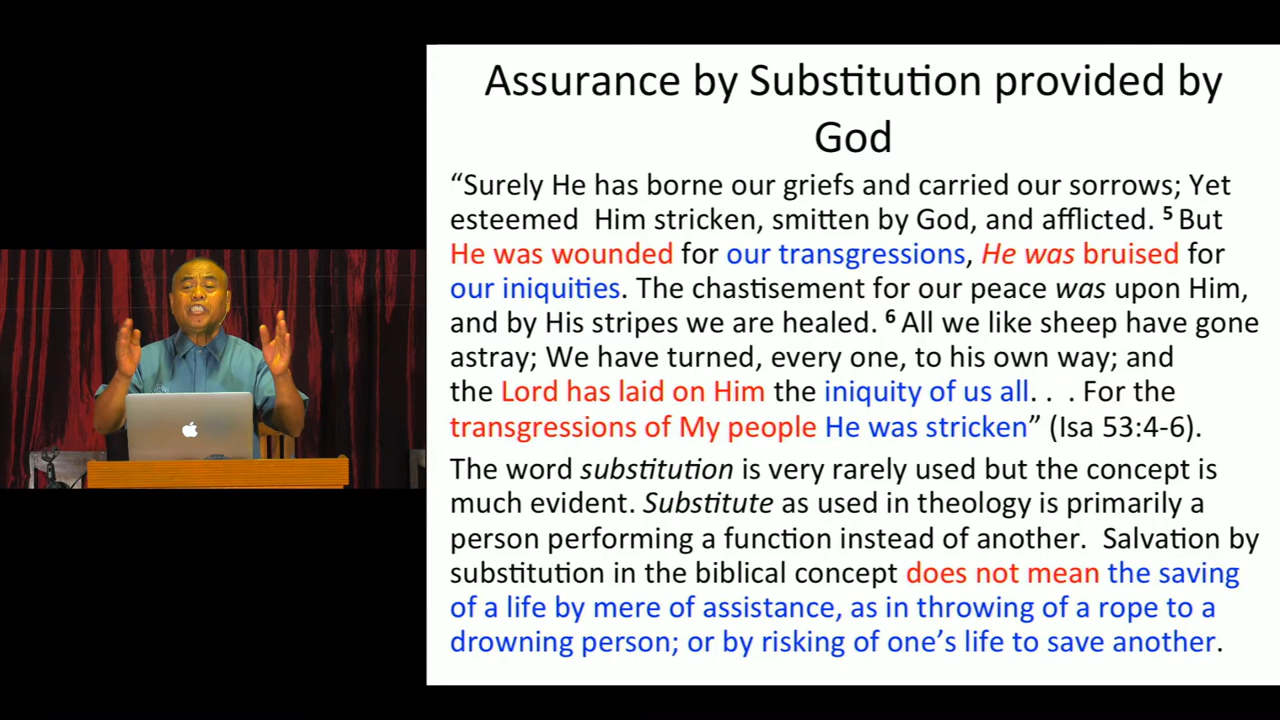 Assurance by Substitution provided by
God
“Surely He has borne our griefs and carried our sorrows; Yet
esteemed  Him stricken, smitten by God, and afflicted. 5 But
He was wounded for our transgressions, He was bruised for
our iniquities. The chastisement for our peace was upon Him,
and by His stripes we are healed. 6 All we like sheep have gone
astray; We have turned, every one, to his own way; and
the Lord has laid on Him the iniquity of us all. .  . For the
transgressions of My people He was stricken” (Isa 53:4-6).
The word substitution is very rarely used but the concept is
much evident. Substitute as used in theology is primarily a
person performing a function instead of another.  Salvation by
substitution in the biblical concept does not mean the saving
of a life by mere of assistance, as in throwing of a rope to a
drowning person; or by risking of one’s life to save another.